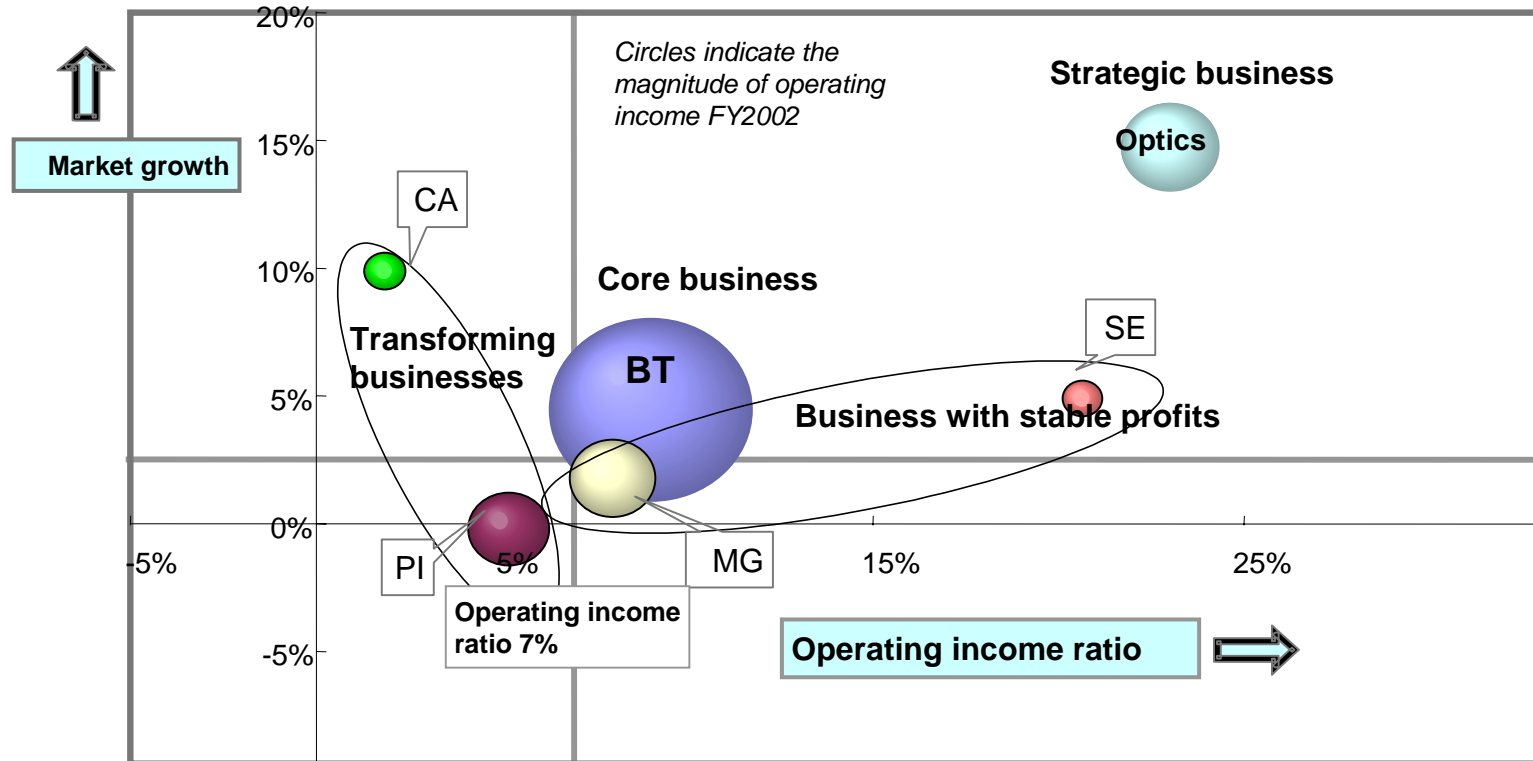 20%
Circles indicate the
magnitude of operating
income FY2002
Strategic business
Optics
15%
Market growth
CA
10%
Core business
Transforming
businesses
BT
SE
5%
Business with stable profits
0%
-5%
PI
5%
MG
15%
25%
Operating income
ratio 7%
-5%
Operating income ratio